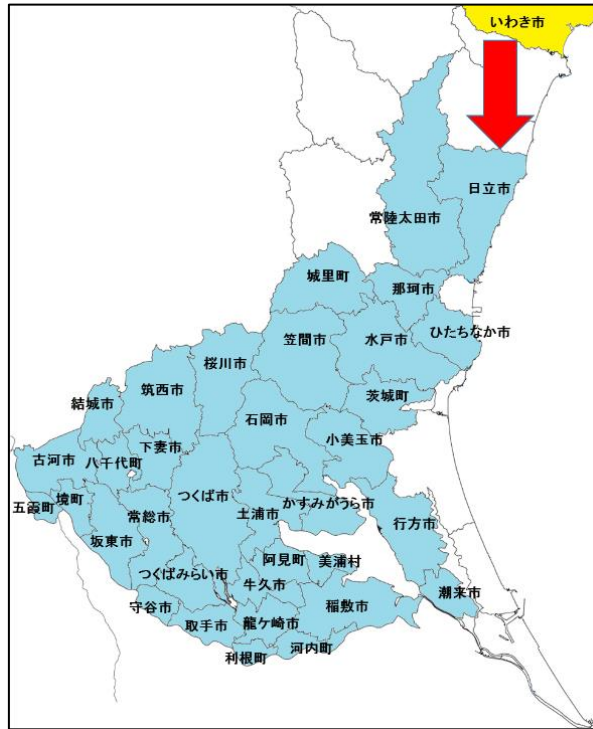 いわき市
日立市
常陸太田市
城里町
那珂市
ひたちなか市
笠間市
水戸市
桜川市
筑西市
茨城町
結城市
石岡市
小美玉市
下妻市
古河市
八千代町
つくば市
かすみがうら市
境町
五霞町
常総市
土浦市
行方市
坂東市
阿見町
美浦村
つくばみらい市
牛久市
潮来市
守谷市
稲敷市
取手市
龍ケ崎市
利根町
河内町